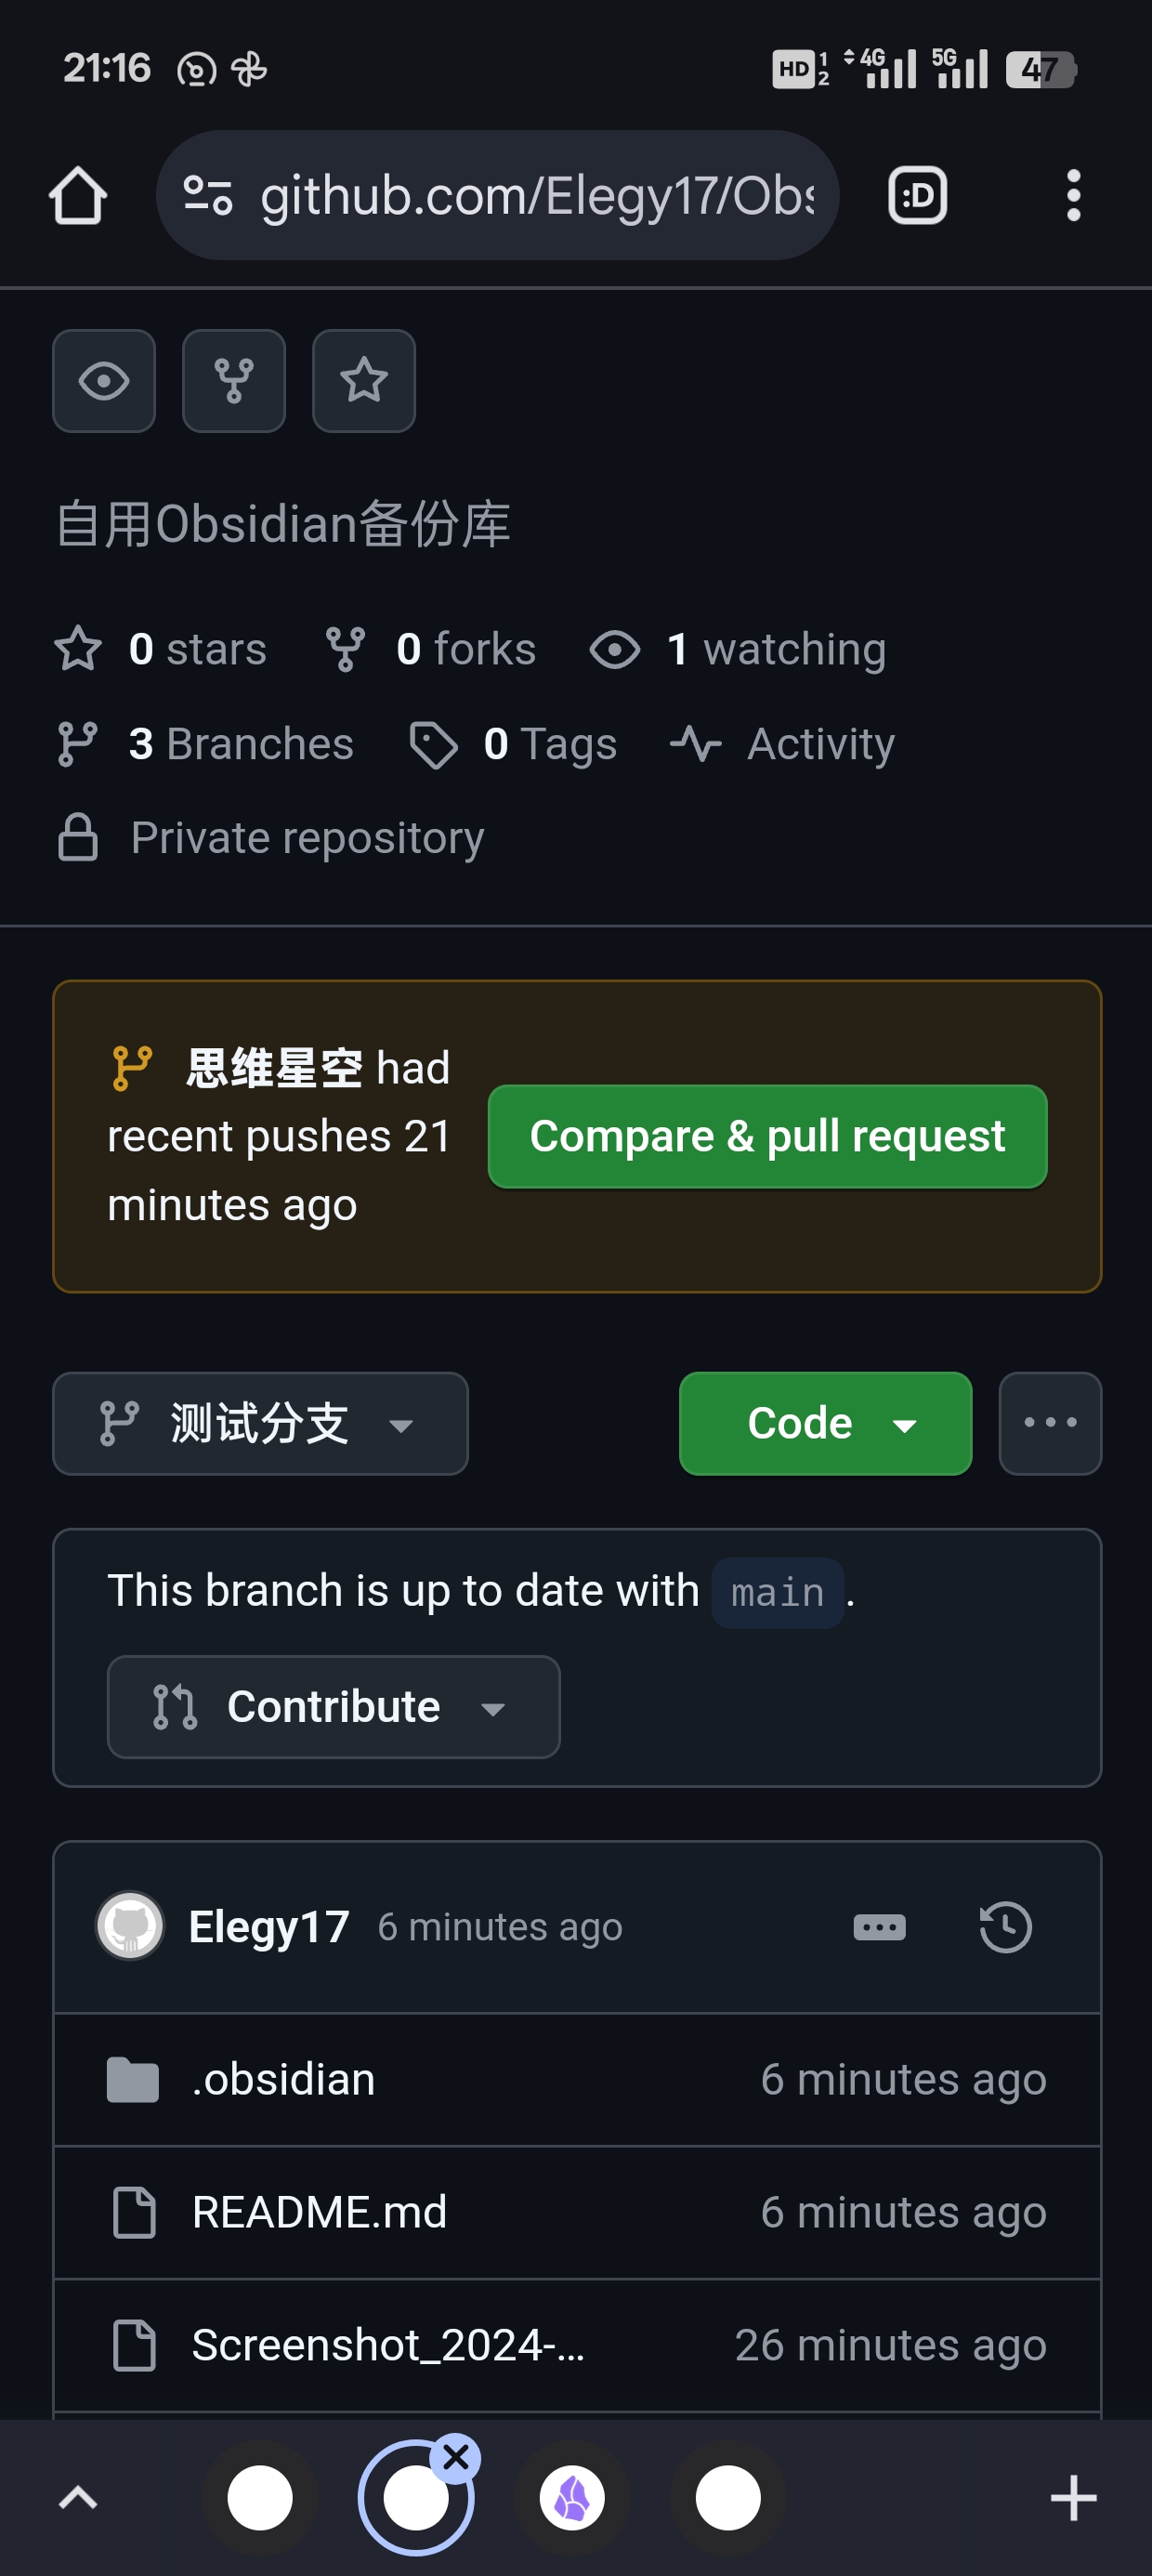 21:16 HD 1 2 4G 5G 47
github.com/Elegy17/Obs
:D
自用Obsidian备份库
0 stars 0 forks 1 watching
3 Branches 0 Tags Activity
Private repository
思维星空 had
recent pushes 21
minutes ago
Compare & pull request
测试分支 Code
This branch is up to date with main.
Contribute
Elegy17 6 minutes ago
.obsidian 6 minutes ago
README.md 6 minutes ago
Screenshot_2024-... 26 minutes ago